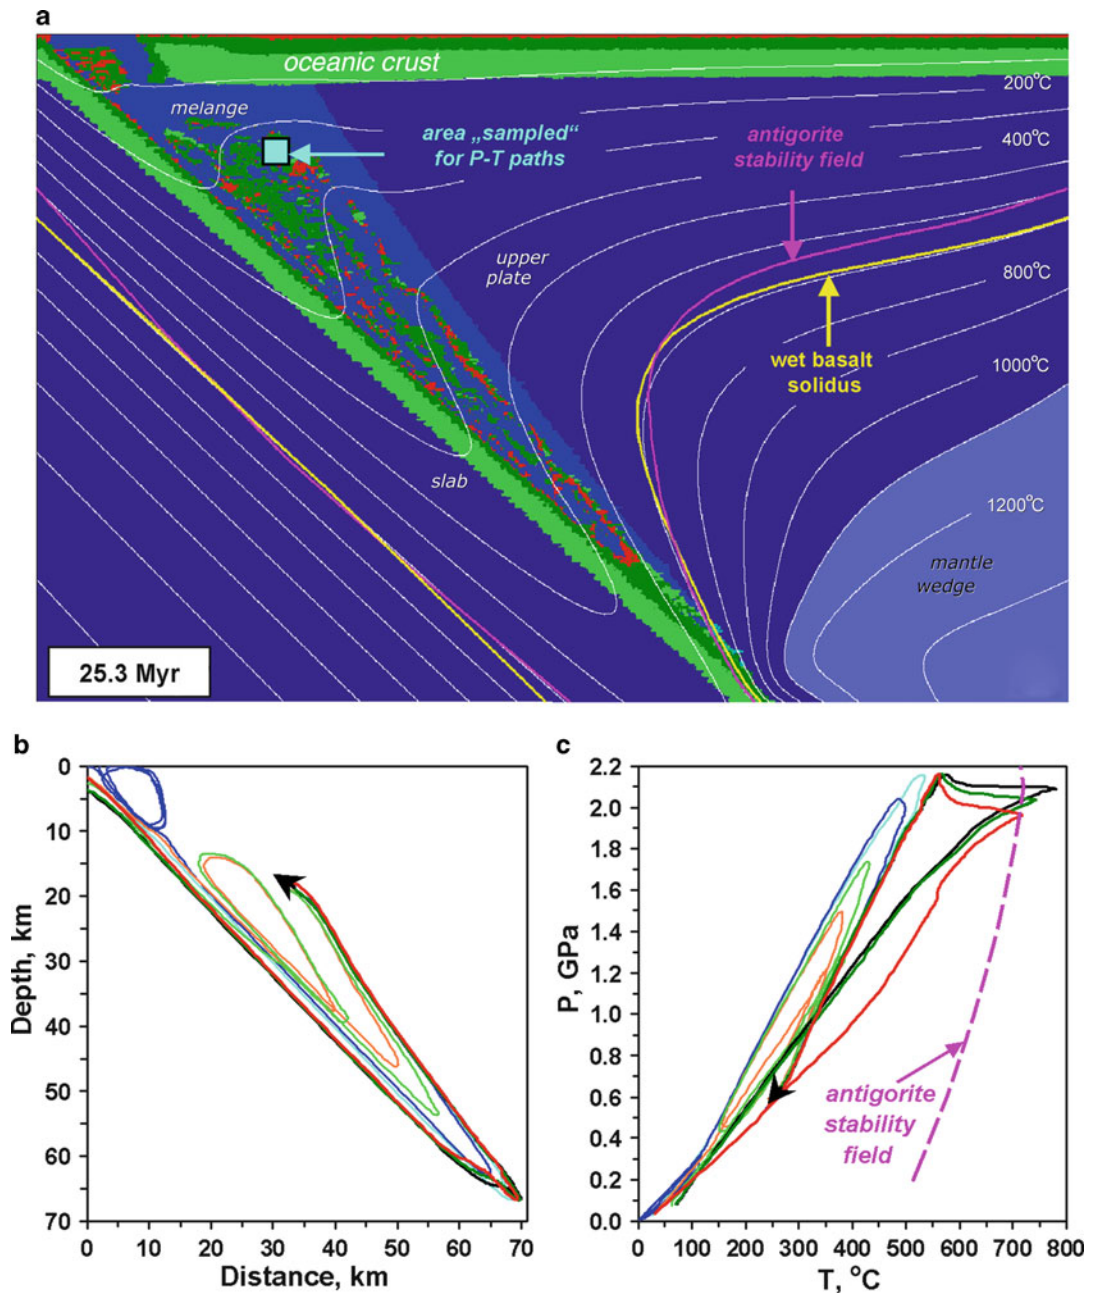 a
oceanic crust
200°C
melange
area „sampled“
for P-T paths
antigorite
stability field
400°C
upper
plate
800°C
wet basalt
solidus
1000°C
slab
1200°C
mantle
wedge
25.3 Myr
b
0
10
20
30
40
50
60
70
Depth, km
0 10 20 30 40 50 60 70
Distance, km
c
2.2
2.0
1.8
1.6
1.4
1.2
1.0
0.8
0.6
0.4
0.2
0.0
P, GPa
antigorite
stability
field
0 100 200 300 400 500 600 700 800
T, °C